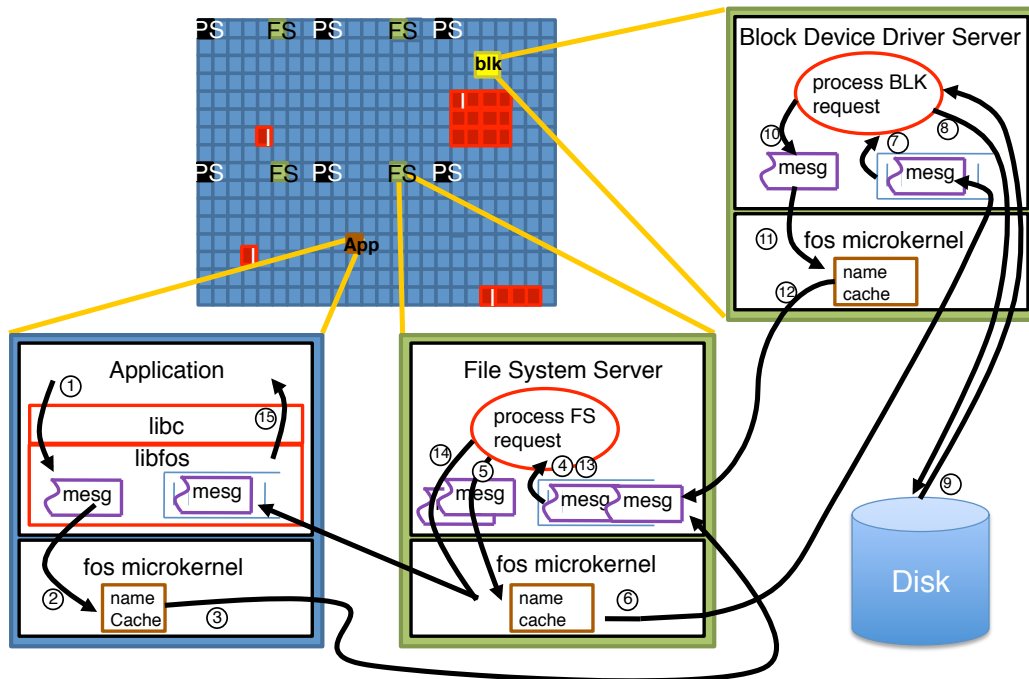 PS FS PS FS PS
blk
PS FS PS FS PS
App
Block Device Driver Server
process BLK
request
10
7
8
mesg
mesg
11
fos microkernel
12
name
cache
Application
1
15
libc
libfos
mesg
mesg
fos microkernel
2
name
Cache
3
File System Server
process FS
request
14
5
4
13
mesg
mesg
mesg
fos microkernel
name
cache
6
9
Disk